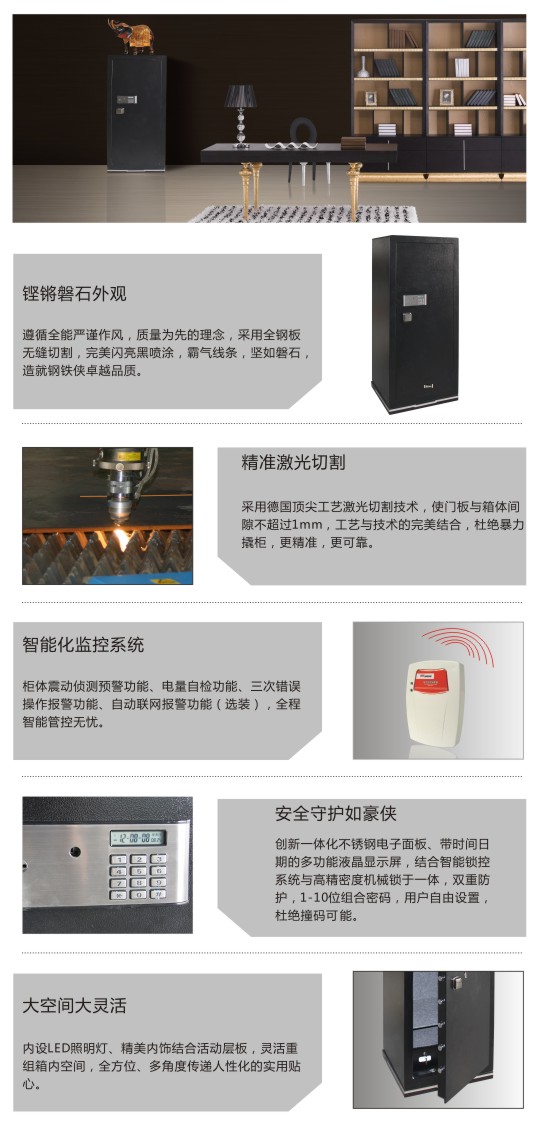 铿锵磐石外观
遵循全能严谨作风，质量为先的理念，采用全钢板
无缝切割，完美闪亮黑喷涂，霸气线条，坚如磐石，
造就钢铁侠卓越品质。
精准激光切割
采用德国顶尖工艺激光切割技术，使门板与箱体间
隙不超过1mm，工艺与技术的完美结合，杜绝暴力
撬柜，更精准，更可靠。
智能化监控系统
柜体震动侦测预警功能、电量自检功能、三次错误
操作报警功能、自动联网报警功能（选装），全程
智能管控无忧。
安全守护如豪侠
-12-00-00
1 2 3
4 5 6
7 8 9
0
创新一体化不锈钢电子面板、带时间日
期的多功能液晶显示屏，结合智能锁控
系统与高精密度机械锁于一体，双重防
护，1-10位组合密码，用户自由设置，
杜绝撞码可能。
大空间大灵活
内设LED照明灯、精美内饰结合活动层板，灵活重
组箱内空间，全方位、多角度传递人性化的实用贴
心。